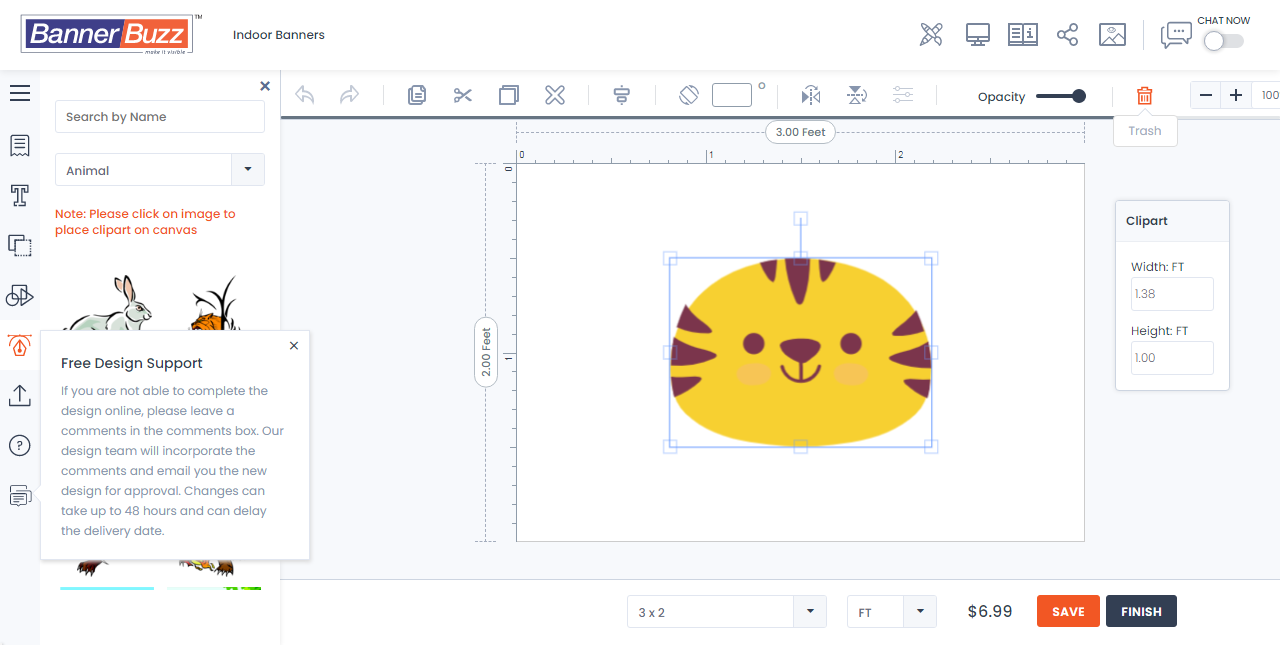 Banner Buzz TM
make it visible
Indoor Banners
CHAT NOW
Search by Name
Animal
Note: Please click on image to
place clipart on canvas
Free Design Support
If you are not able to complete the
design online, please leave a
comments in the comments box. Our
design team will incorporate the
comments and email you the new
design for approval. Changes can
take up to 48 hours and can delay
the delivery date.
Opacity
100
Trash
3.00 Feet
0 1 2
0
1
2.00 Feet
Clipart
Width: FT
1.38
Height: FT
1.00
3 x 2
FT
$6.99
SAVE
FINISH